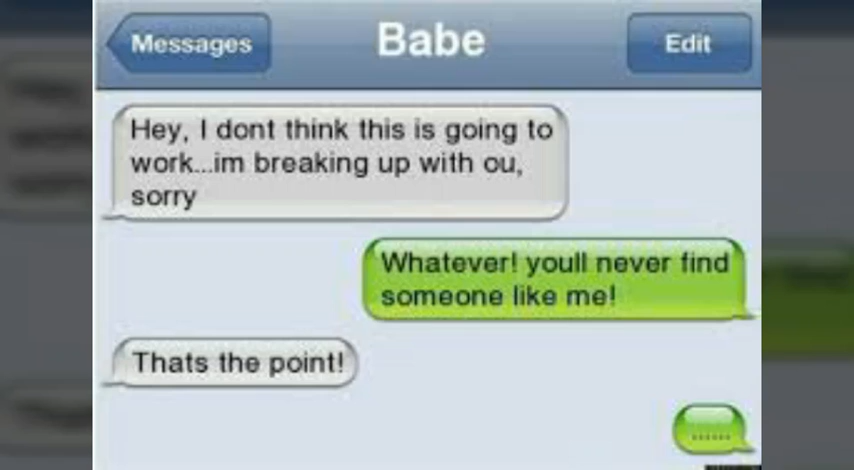 Messages
Babe
Edit
Hey, I dont think this is going to
work...im breaking up with ou,
sorry
Whatever! youll never find
someone like me!
Thats the point!
......